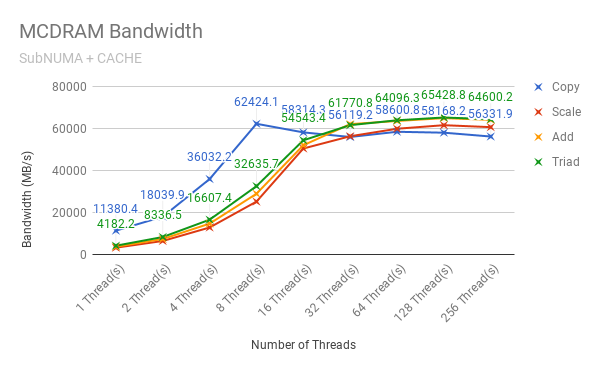 MCDRAM Bandwidth
SubNUMA + CACHE
80000
60000
40000
20000
0
Bandwidth (MB/s)
11380.4
18039.9
36032.2
62424.1
58314.3
56119.2
58600.8
58168.2
56331.9
4182.2
8336.5
16607.4
32635.7
54543.4
61770.8
64096.3
65428.8
64600.2
Copy
Scale
Add
Triad
1 Thread(s)
2 Thread(s)
4 Thread(s)
8 Thread(s)
16 Thread(s)
32 Thread(s)
64 Thread(s)
128 Thread(s)
256 Thread(s)
Number of Threads